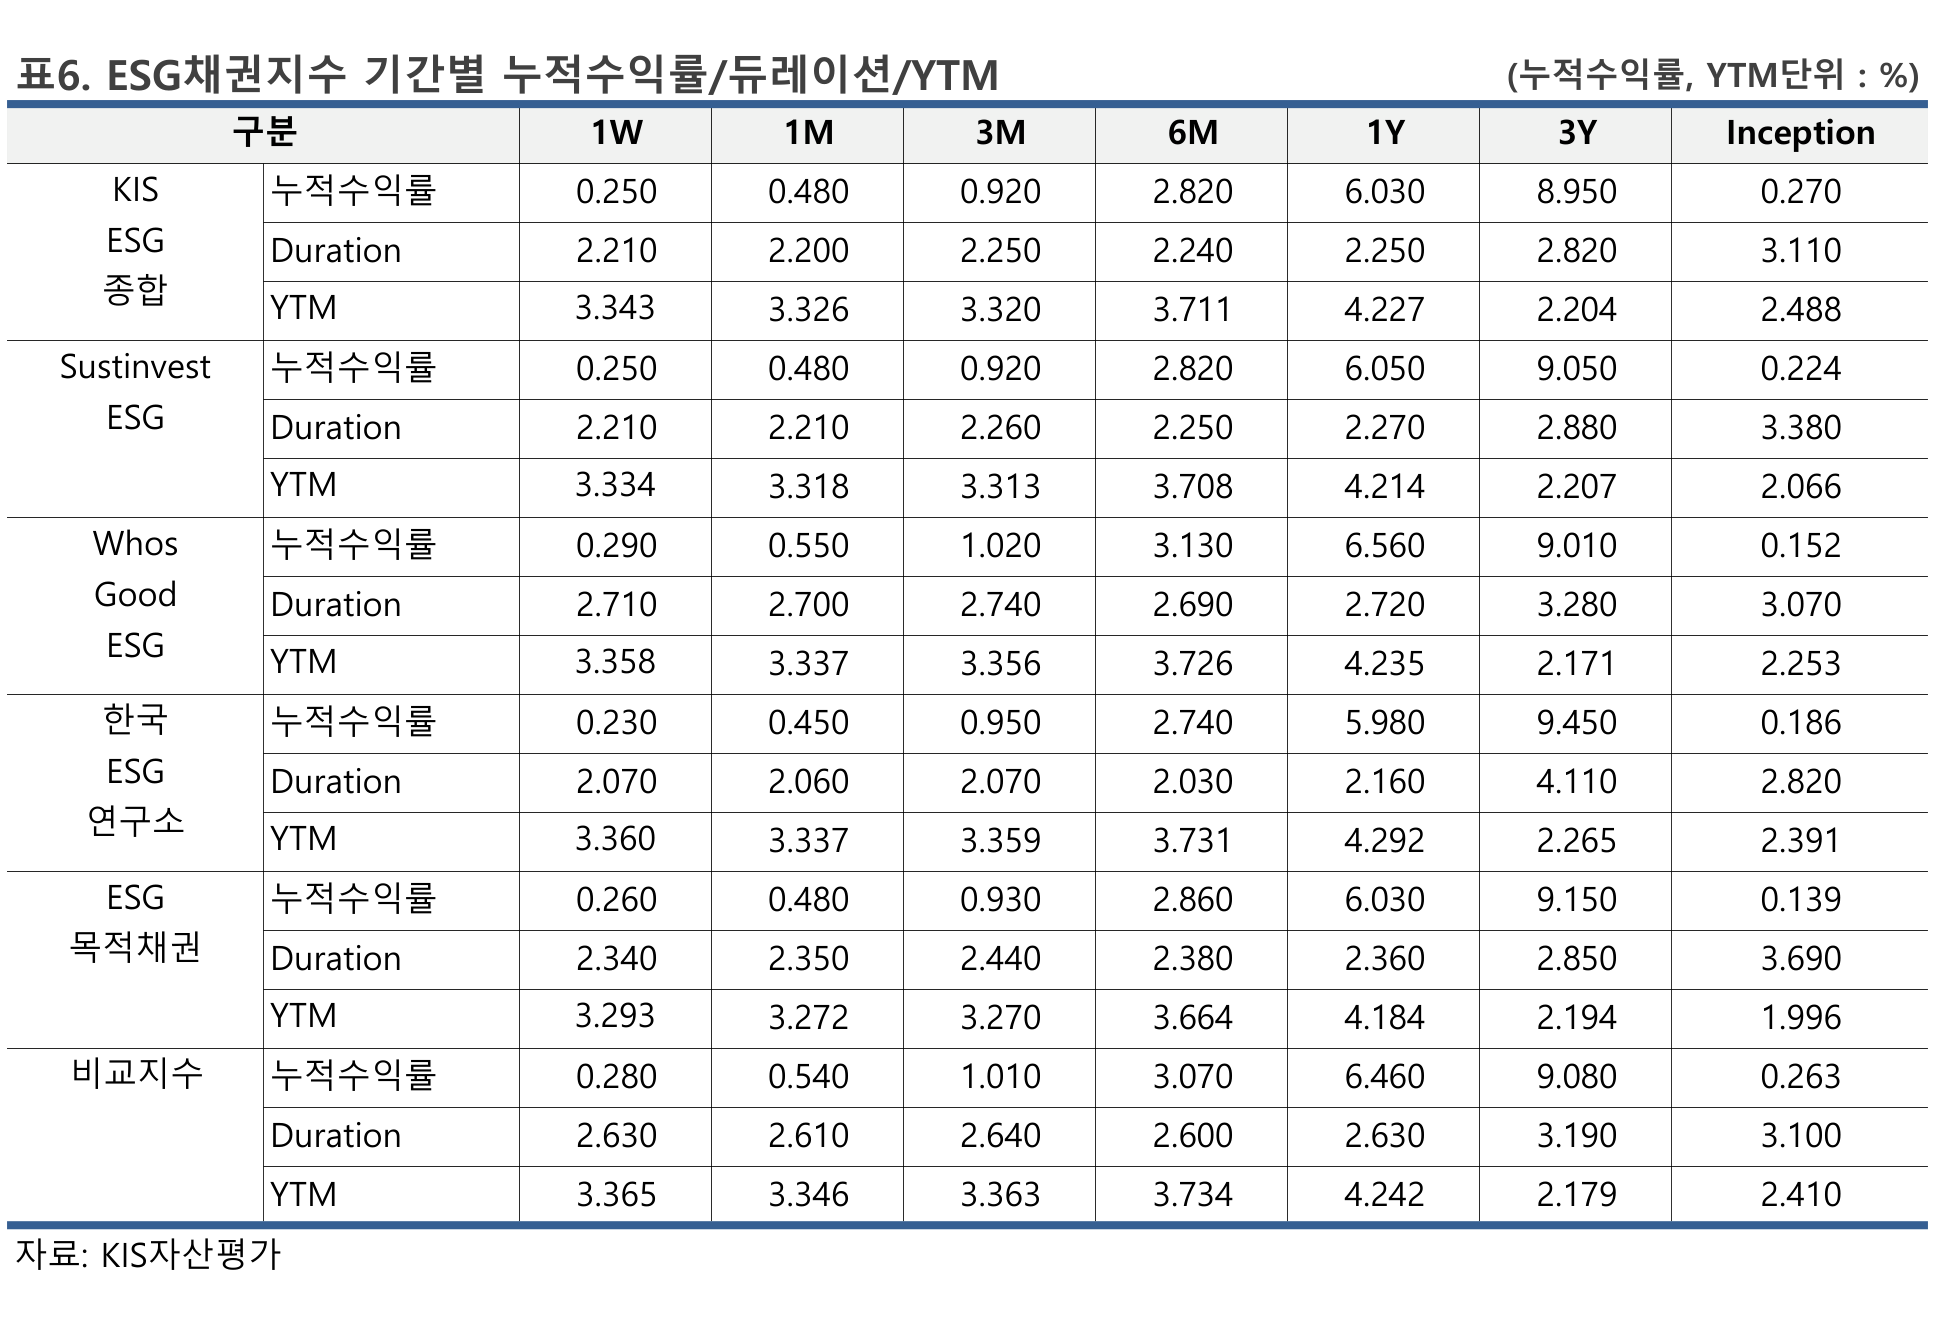 표6. ESG채권지수 기간별 누적수익률/듀레이션/YTM (누적수익률, YTM단위 : %)
구분 1W 1M 3M 6M 1Y 3Y Inception
KIS 누적수익률 0.250 0.480 0.920 2.820 6.030 8.950 0.270
ESG Duration 2.210 2.200 2.250 2.240 2.250 2.820 3.110
종합 YTM 3.343 3.326 3.320 3.711 4.227 2.204 2.488
Sustinvest 누적수익률 0.250 0.480 0.920 2.820 6.050 9.050 0.224
ESG Duration 2.210 2.210 2.260 2.250 2.270 2.880 3.380
YTM 3.334 3.318 3.313 3.708 4.214 2.207 2.066
Whos 누적수익률 0.290 0.550 1.020 3.130 6.560 9.010 0.152
Good Duration 2.710 2.700 2.740 2.690 2.720 3.280 3.070
ESG YTM 3.358 3.337 3.356 3.726 4.235 2.171 2.253
한국 누적수익률 0.230 0.450 0.950 2.740 5.980 9.450 0.186
ESG Duration 2.070 2.060 2.070 2.030 2.160 4.110 2.820
연구소 YTM 3.360 3.337 3.359 3.731 4.292 2.265 2.391
ESG 누적수익률 0.260 0.480 0.930 2.860 6.030 9.150 0.139
목적채권 Duration 2.340 2.350 2.440 2.380 2.360 2.850 3.690
YTM 3.293 3.272 3.270 3.664 4.184 2.194 1.996
비교지수 누적수익률 0.280 0.540 1.010 3.070 6.460 9.080 0.263
Duration 2.630 2.610 2.640 2.600 2.630 3.190 3.100
YTM 3.365 3.346 3.363 3.734 4.242 2.179 2.410
자료: KIS자산평가